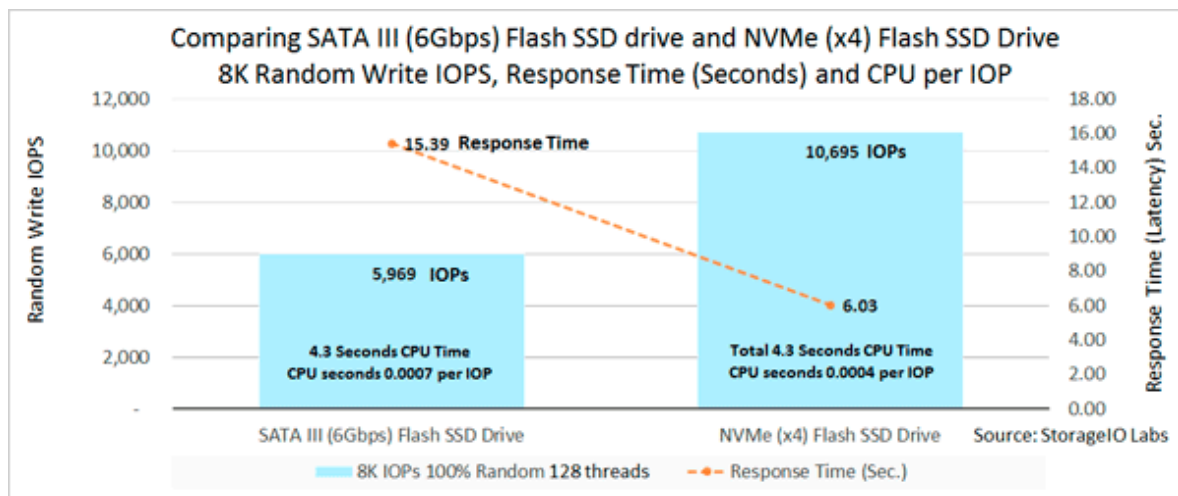 Comparing SATA III (6Gbps) Flash SSD drive and NVMe (x4) Flash SSD Drive
8K Random Write IOPS, Response Time (Seconds) and CPU per IOP
Random Write IOPS
12,000
10,000
8,000
6,000
4,000
2,000
-
15.39 Response Time
5,969 IOPs
4.3 Seconds CPU Time
CPU seconds 0.0007 per IOP
10,695 IOPs
6.03
Total 4.3 Seconds CPU Time
CPU seconds 0.0004 per IOP
18.00
16.00
14.00
12.00
10.00
8.00
6.00
4.00
2.00
0.00
Response Time (Latency) Sec.
SATA III (6Gbps) Flash SSD Drive
NVMe (x4) Flash SSD Drive
Source: StorageIO Labs
8K IOPs 100% Random 128 threads
Response Time (Sec.)